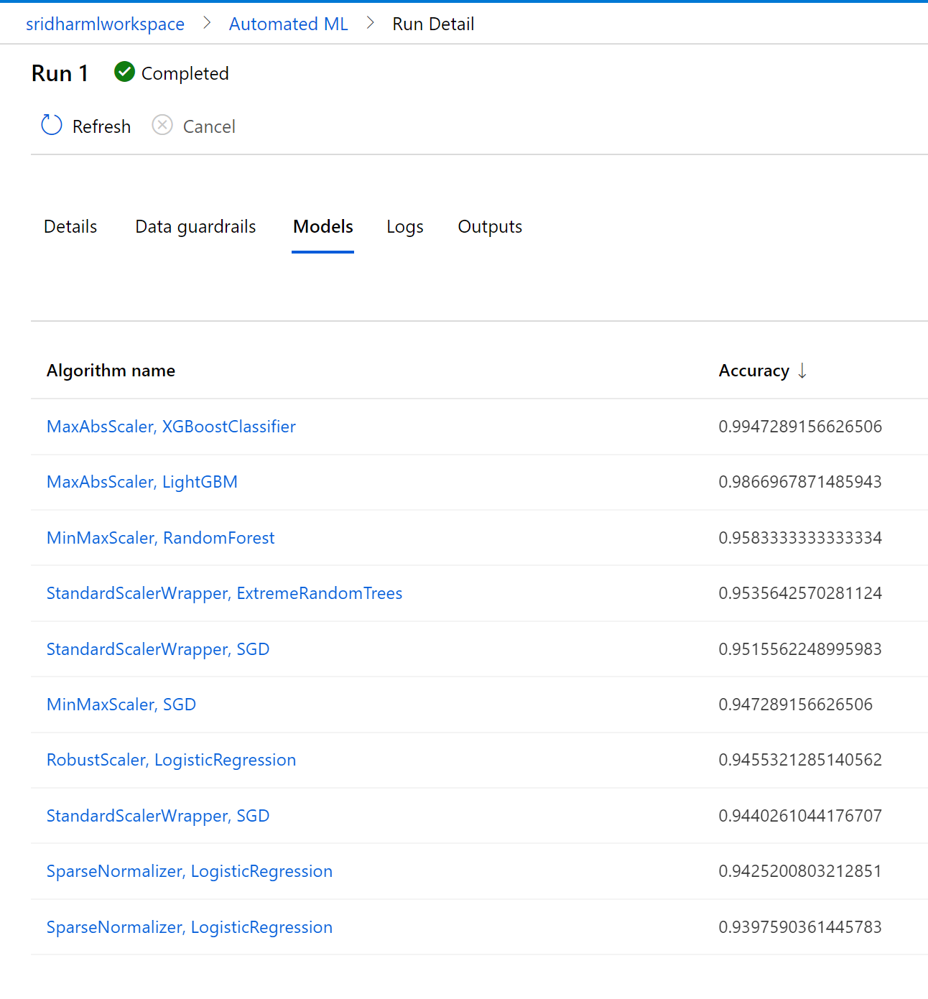 sridharmlworkspace > Automated ML > Run Detail
Run 1 Completed
Refresh Cancel
Details Data guardrails Models Logs Outputs
Algorithm name Accuracy ↓
MaxAbsScaler, XGBoostClassifier 0.9947289156626506
MaxAbsScaler, LightGBM 0.9866967871485943
MinMaxScaler, RandomForest 0.9583333333333334
StandardScalerWrapper, ExtremeRandomTrees 0.9535642570281124
StandardScalerWrapper, SGD 0.9515562248995983
MinMaxScaler, SGD 0.947289156626506
RobustScaler, LogisticRegression 0.9455321285140562
StandardScalerWrapper, SGD 0.9440261044176707
SparseNormalizer, LogisticRegression 0.9425200803212851
SparseNormalizer, LogisticRegression 0.9397590361445783